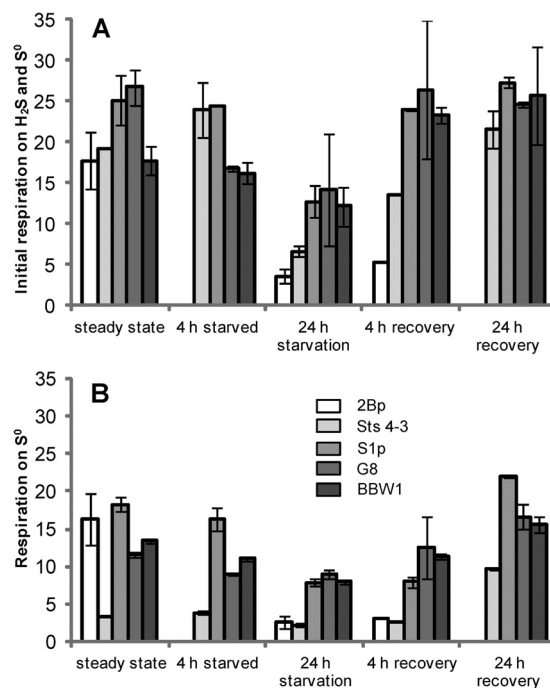 A
Initial respiration on H₂S and S⁰
35
30
25
20
15
10
5
0
steady state 4 h starved 24 h starvation 4 h recovery 24 h recovery
B
Respiration on S⁰
35
30
25
20
15
10
5
0
2Bp
Sts 4-3
S1p
G8
BBW1
steady state 4 h starved 24 h starvation 4 h recovery 24 h recovery